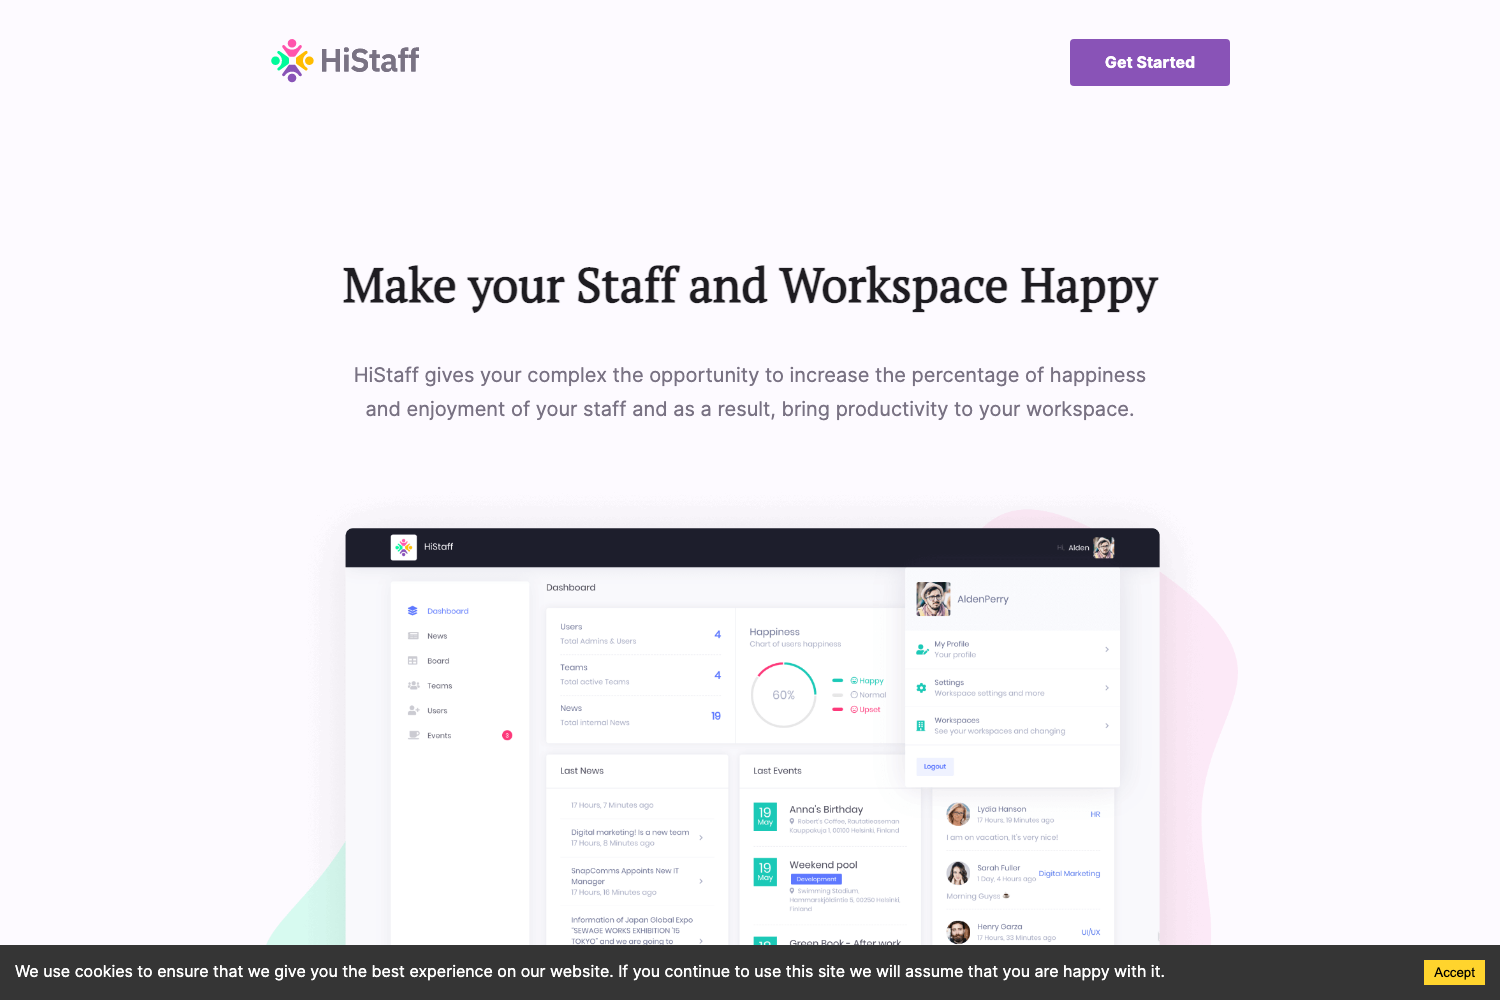 HiStaff
Get Started
Make your Staff and Workspace Happy
HiStaff gives your complex the opportunity to increase the percentage of happiness
and enjoyment of your staff and as a result, bring productivity to your workspace.
HiStaff
Hi, Alden
Dashboard
News
Board
Teams
Users
Events
3
Dashboard
Users
Total Admins & Users
4
Teams
Total active Teams
4
News
Total internal News
19
Happiness
Chart of users happiness
60%
Happy
Normal
Upset
AldenPerry
My Profile
Your profile
Settings
Workspace settings and more
Workspaces
See your workspaces and changing
Logout
Last News
17 Hours, 7 Minutes ago
Digital marketing! Is a new team
17 Hours, 8 Minutes ago
SnapComms Appoints New IT
Manager
17 Hours, 16 Minutes ago
Information of Japan Global Expo
"SEWAGE WORKS EXHIBITION '15
TOKYO" and we are going to
Last Events
19
May
Anna's Birthday
Robert's Coffee, Rautatieaseman
Kauppakuja 1, 00100 Helsinki, Finland
19
May
Weekend pool
Development
Swimming Stadium,
Hammarskjöldintie 5, 00250 Helsinki,
Finland
19
Green Book - After work
Lydia Hanson
17 Hours, 19 Minutes ago
HR
I am on vacation, It's very nice!
Sarah Fuller
1 Day, 4 Hours ago
Digital Marketing
Morning Guyss
Henry Garza
17 Hours, 33 Minutes ago
UI/UX
We use cookies to ensure that we give you the best experience on our website. If you continue to use this site we will assume that you are happy with it.
Accept